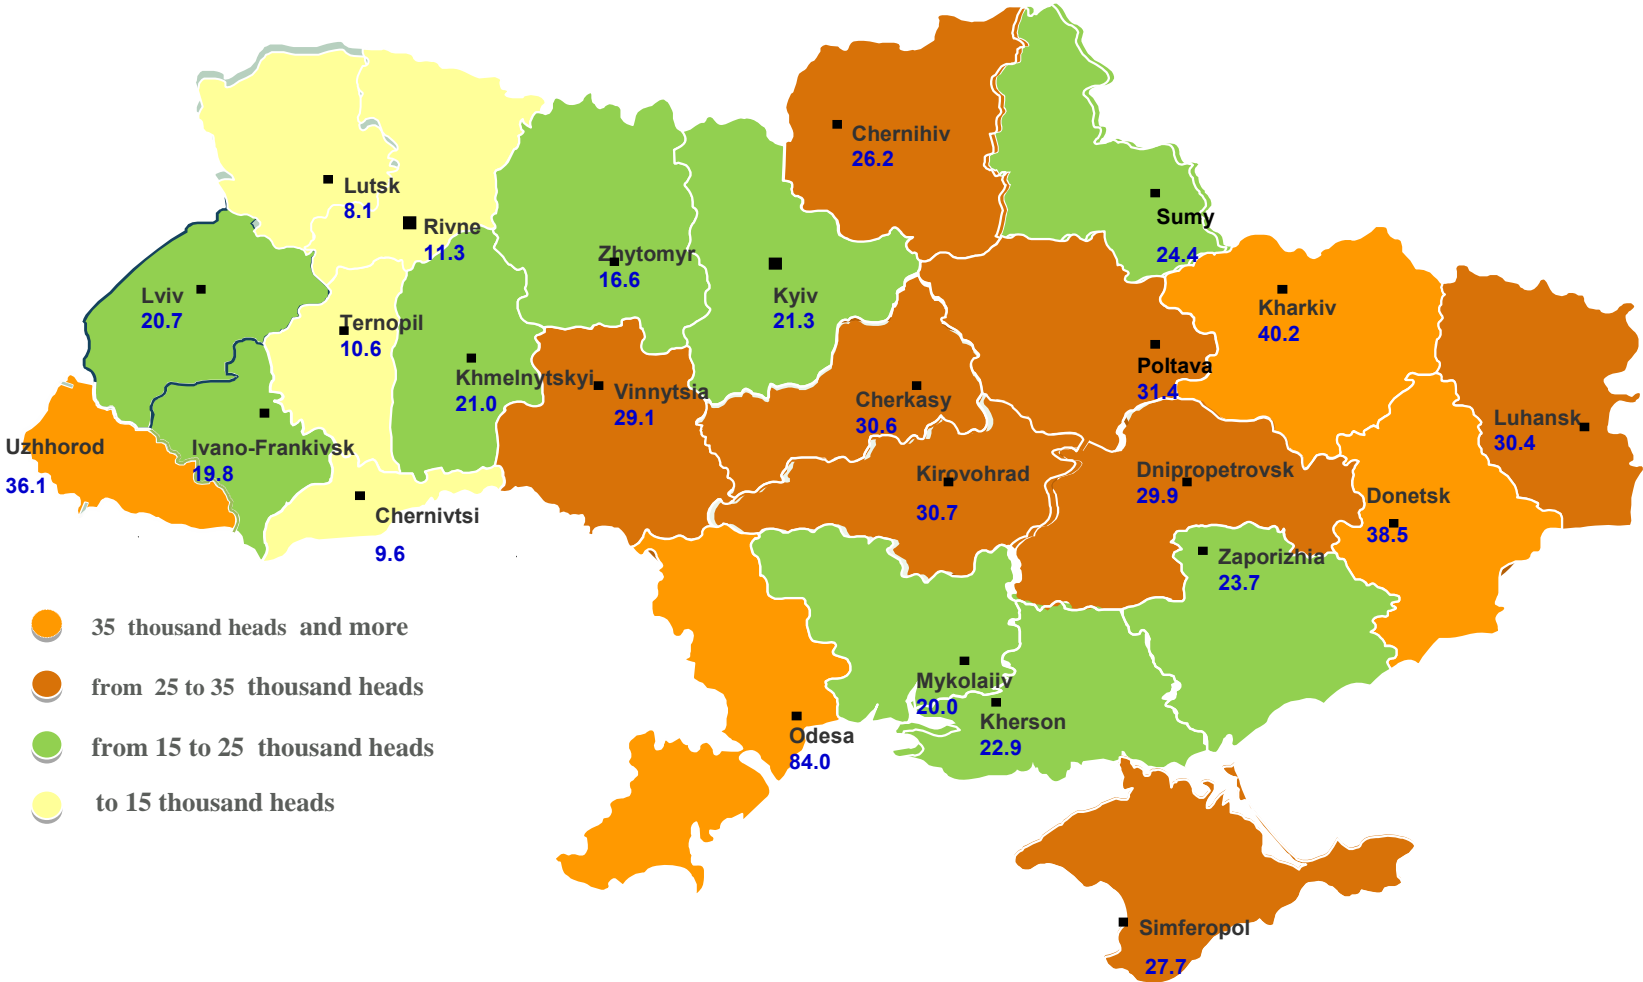 Chernihiv
26.2
Lutsk
8.1
Sumy
24.4
Rivne
11.3
Zhytomyr
16.6
Kyiv
21.3
Lviv
20.7
Kharkiv
40.2
Ternopil
10.6
Poltava
31.4
Khmelnytskyi
21.0
Vinnytsia
29.1
Cherkasy
30.6
Luhansk
30.4
Uzhhorod
36.1
Ivano-Frankivsk
19.8
Kirovohrad
30.7
Dnipropetrovsk
29.9
Donetsk
38.5
Chernivtsi
9.6
Zaporizhia
23.7
35 thousand heads and more
from 25 to 35 thousand heads
from 15 to 25 thousand heads
to 15 thousand heads
Mykolaiiv
20.0
Kherson
22.9
Odesa
84.0
Simferopol
27.7